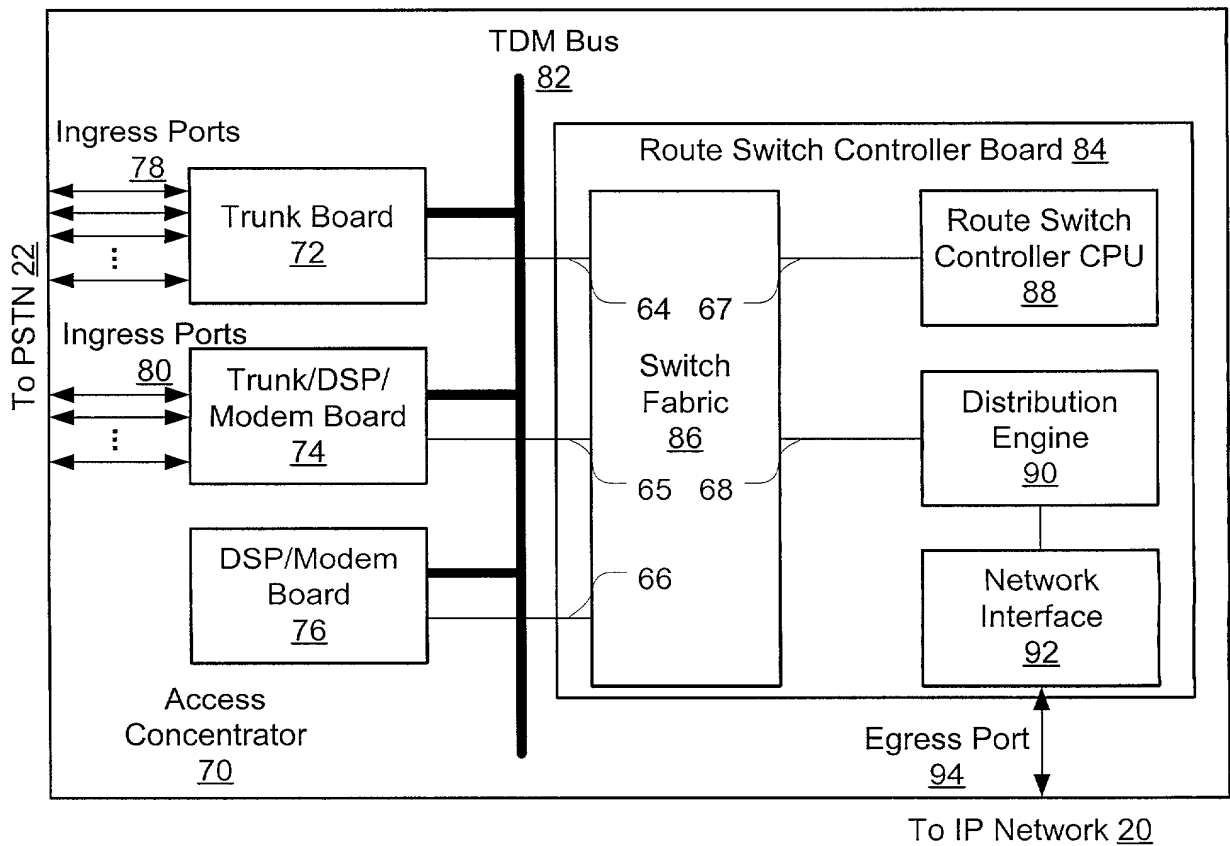 TDM Bus
82
Ingress Ports
78
Trunk Board
72
...
To PSTN 22
Ingress Ports
80
Trunk/DSP/
Modem Board
74
...
DSP/Modem
Board
76
Access
Concentrator
70
Route Switch Controller Board 84
Switch
Fabric
86
64
67
65
68
66
Route Switch
Controller CPU
88
Distribution
Engine
90
Network
Interface
92
Egress Port
94
To IP Network 20